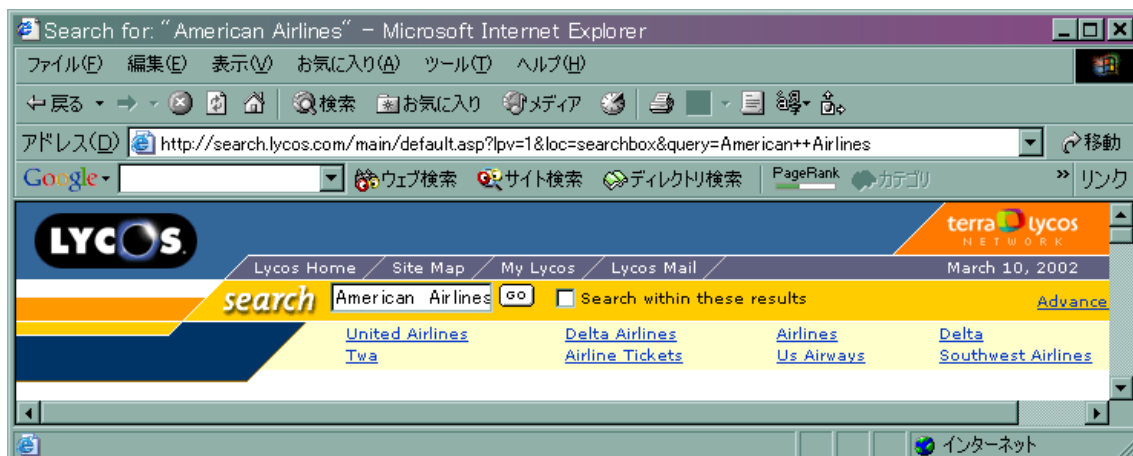 Search for: "American Airlines" - Microsoft Internet Explorer
ファイル(F) 編集(E) 表示(V) お気に入り(A) ツール(T) ヘルプ(H)
戻る 検索 お気に入り メディア
アドレス(D) http://search.lycos.com/main/default.asp?lpv=1&loc=searchbox&query=American++Airlines 移動
Google ウェブ検索 サイト検索 ディレクトリ検索 PageRank カテゴリ » リンク
LYCOS terra lycos
NETWORK
Lycos Home / Site Map / My Lycos / Lycos Mail / March 10, 2002
search American Airlines GO Search within these results Advance
United Airlines Delta Airlines Airlines Delta
Twa Airline Tickets Us Airways Southwest Airlines
インターネット